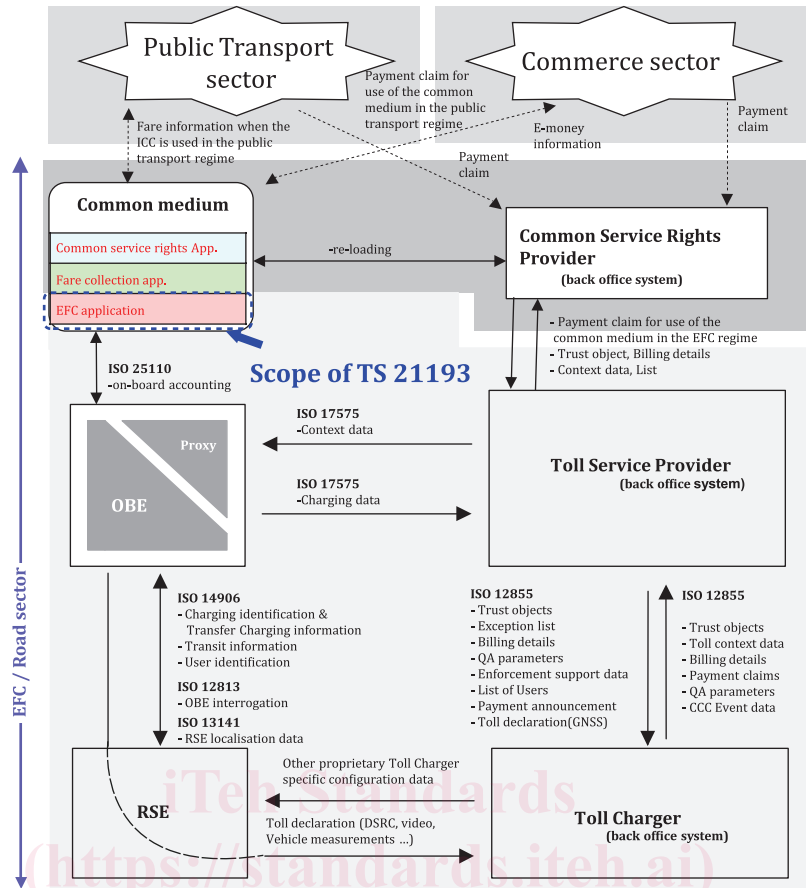 Public Transport
sector
Commerce sector
Payment claim for
use of the common
medium in the public
transport regime
Payment
claim
Fare information when the
ICC is used in the public
transport regime
E-money
information
Payment
claim
Common medium
Common service rights App.
Fare collection app.
EFC application
-re-loading
Common Service Rights
Provider
(back office system)
- Payment claim for use of the
common medium in the EFC regime
- Trust object, Billing details
- Context data, List
ISO 25110
-on-board accounting
Scope of TS 21193
Proxy
OBE
ISO 17575
-Context data
ISO 17575
-Charging data
Toll Service Provider
(back office system)
ISO 14906
- Charging identification &
Transfer Charging information
- Transit information
- User identification
ISO 12813
- OBE interrogation
ISO 13141
- RSE localisation data
ISO 12855
- Trust objects
- Exception list
- Billing details
- QA parameters
- Enforcement support data
- List of Users
- Payment announcement
- Toll declaration(GNSS)
ISO 12855
- Trust objects
- Toll context data
- Billing details
- Payment claims
- QA parameters
- CCC Event data
EFC / Road sector
RSE
Other proprietary Toll Charger
specific configuration data
Toll declaration (DSRC, video,
Vehicle measurements ...)
Toll Charger
(back office system)
iTeh Standards
(https://standards.iteh.ai)